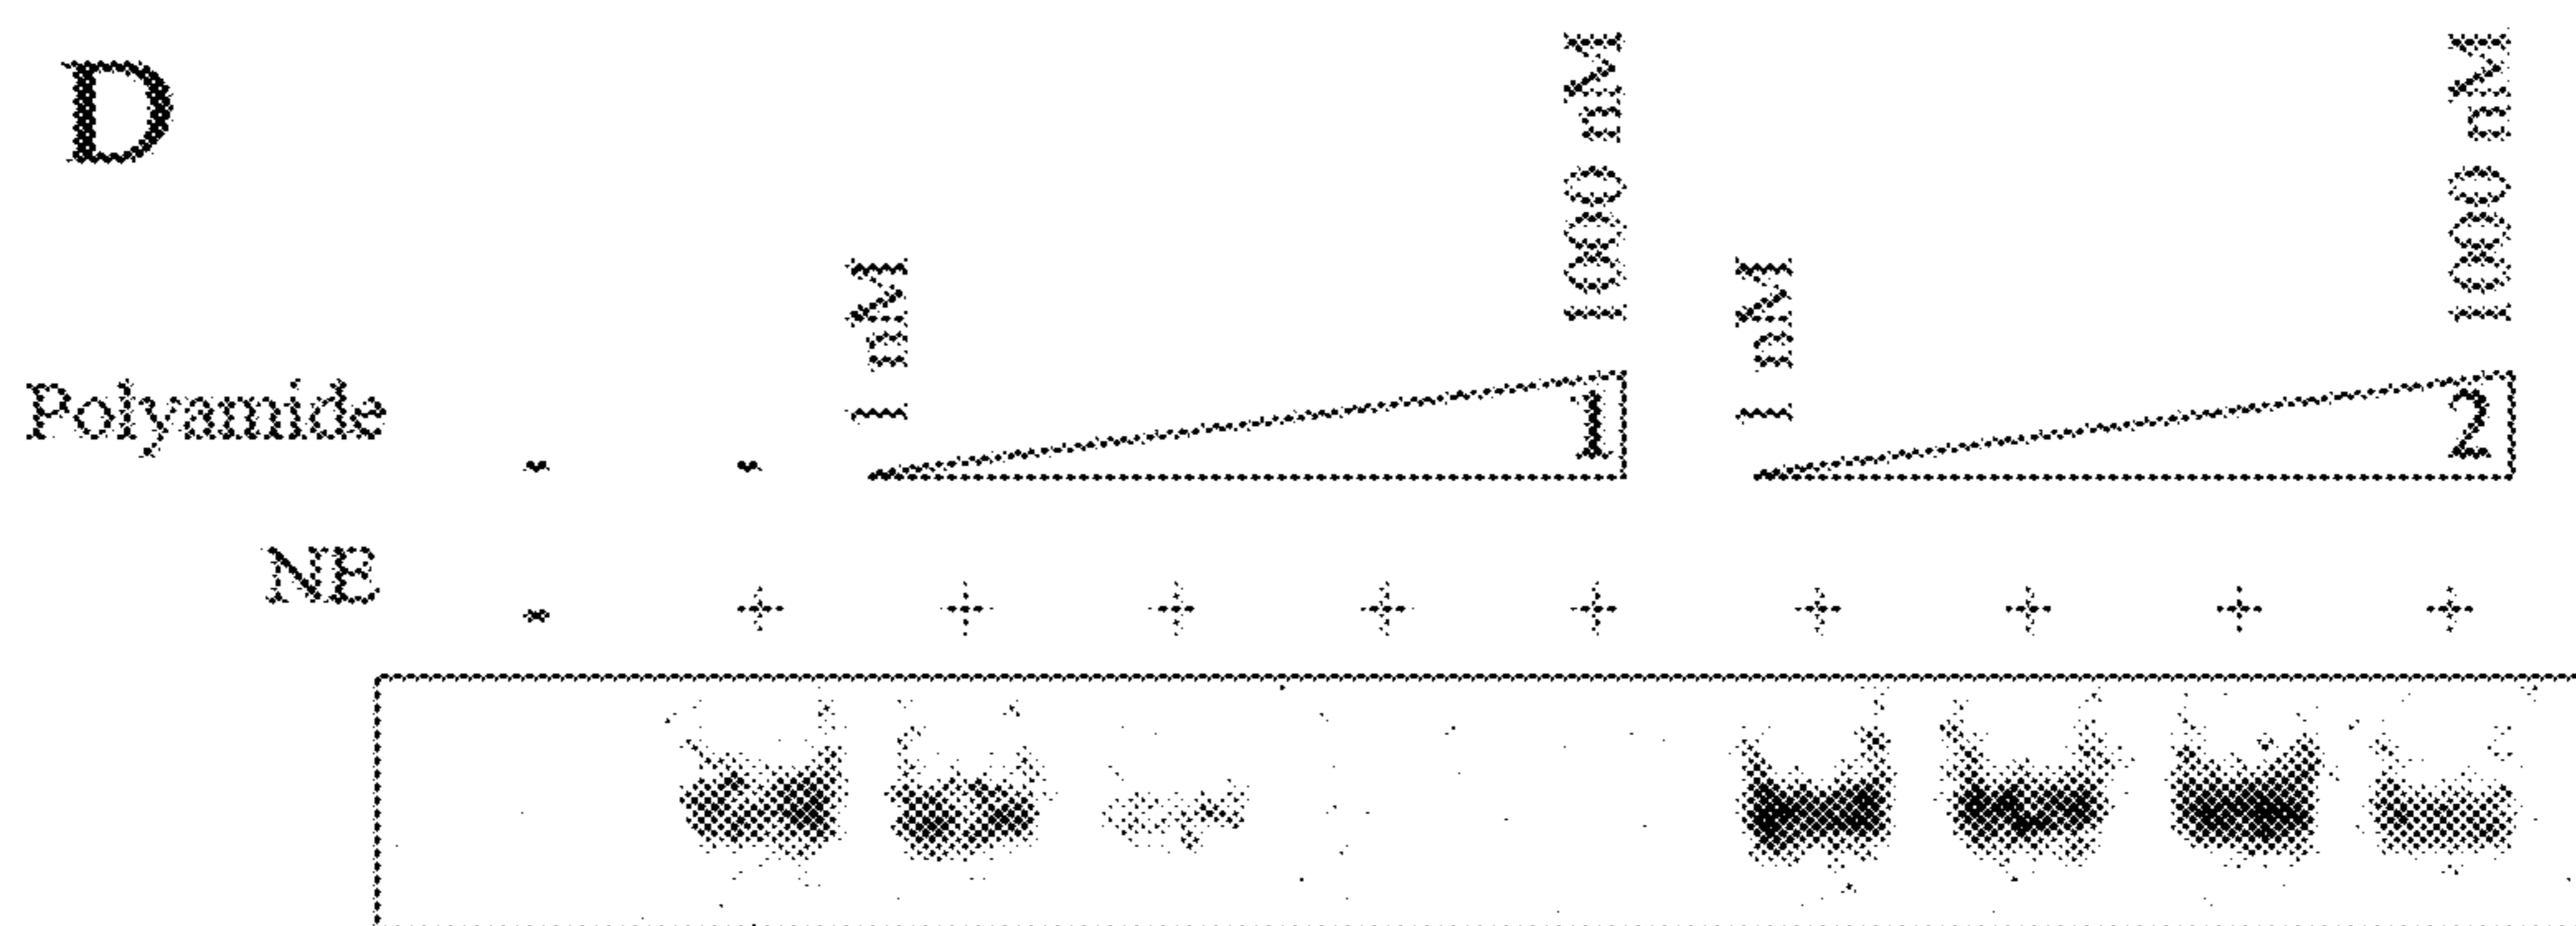 D
1 nM
1000 nM
1 nM
1000 nM
Polyamide - - 1 2
NE - + + + + + + + + +